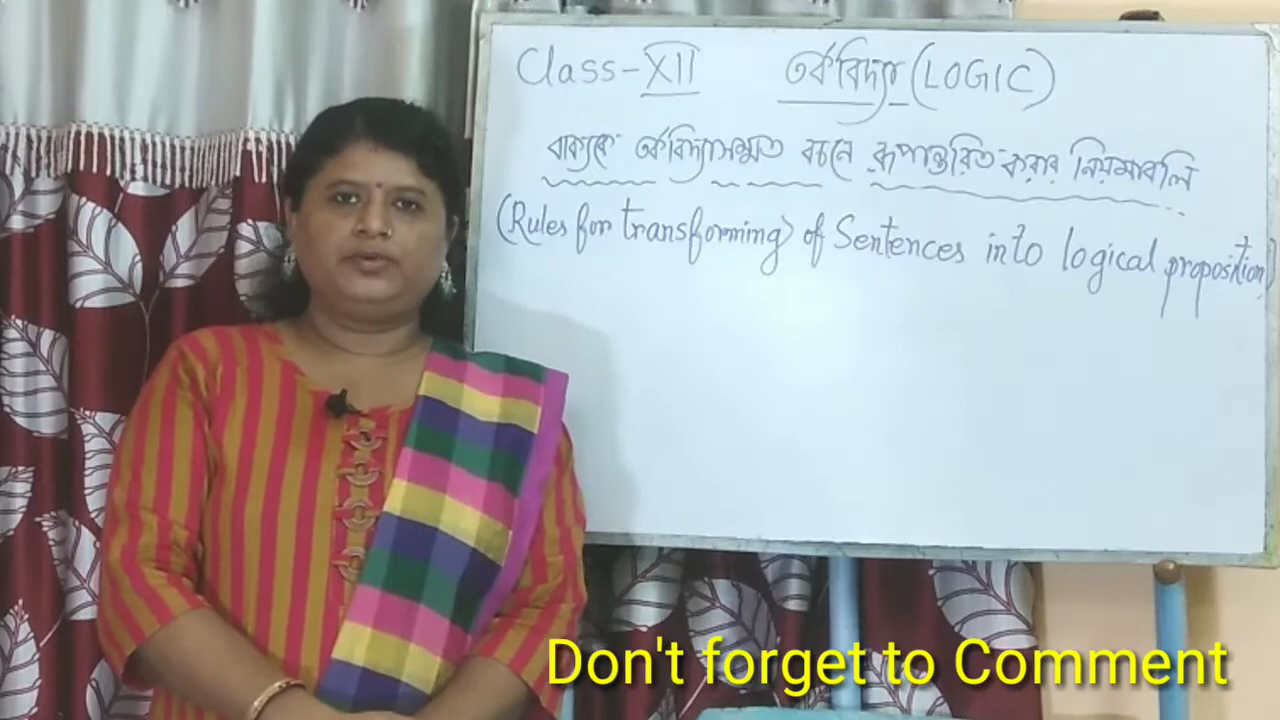 Class-XII তর্কবিদ্যা (LOGIC)
বাক্যকে তর্কবিদ্যাসম্মত বচনে রূপান্তরিত করার নিয়মাবলি
(Rules for transforming) of Sentences into logical proposition)
Don't forget to Comment